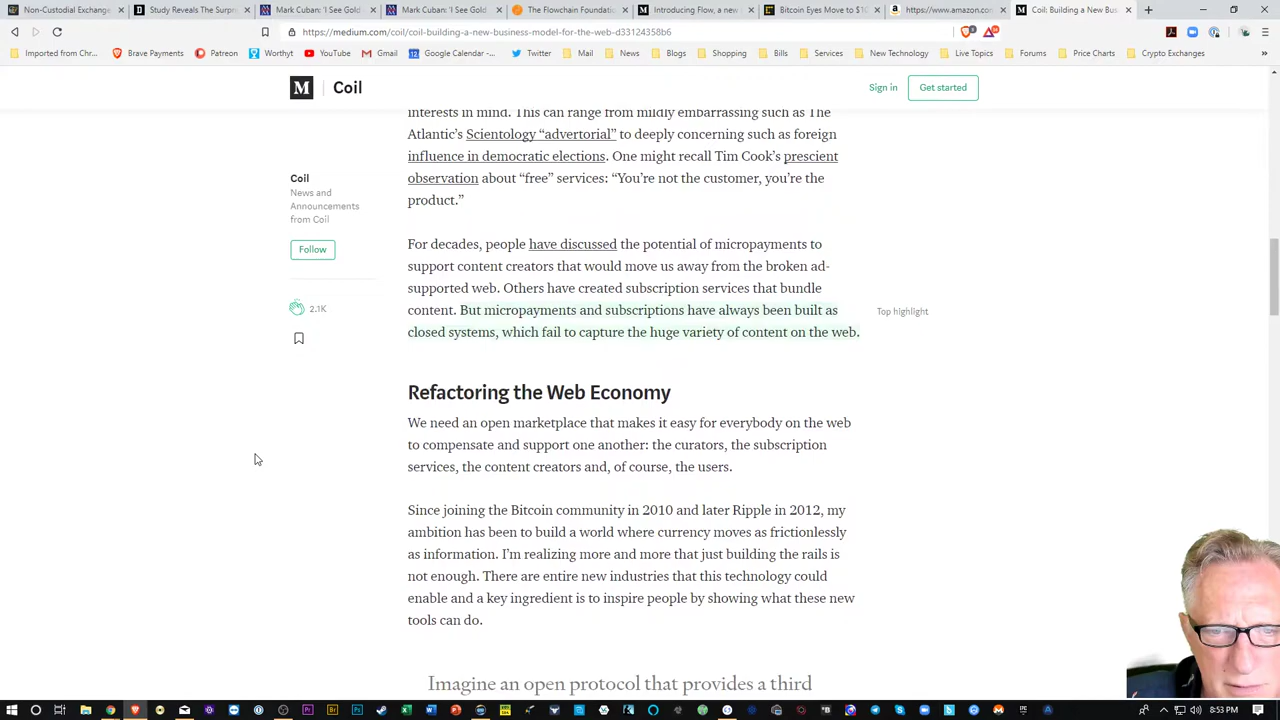 Non-Custodial Exchange
Study Reveals The Surpre
Mark Cuban: 'I See Gold
Mark Cuban: 'I See Gold
The Flowchain Foundatio
Introducing Flow, a new
Bitcoin Eyes Move to $10
https://www.amazon.co
Coil: Building a New Bus
https://medium.com/coil/coil-building-a-new-business-model-for-the-web-d33124358b6
Imported from Chro...
Brave Payments
Patreon
Worthyt
YouTube
Gmail
Google Calendar -...
Twitter
Mail
News
Blogs
Shopping
Bills
Services
New Technology
Live Streams
Forums
Price Charts
Crypto Exchanges
M
Coil
Sign in
Get started
interests in mind. This can range from mildly embarrassing such as The
Atlantic's Scientology “advertorial” to deeply concerning such as foreign
influence in democratic elections. One might recall Tim Cook's prescient
observation about “free” services: “You're not the customer, you're the
product.”
Coil
News and
Announcements
from Coil
Follow
2.1K
For decades, people have discussed the potential of micropayments to
support content creators that would move us away from the broken ad-
supported web. Others have created subscription services that bundle
content. But micropayments and subscriptions have always been built as
closed systems, which fail to capture the huge variety of content on the web.
Top highlight
Refactoring the Web Economy
We need an open marketplace that makes it easy for everybody on the web
to compensate and support one another: the curators, the subscription
services, the content creators and, of course, the users.
Since joining the Bitcoin community in 2010 and later Ripple in 2012, my
ambition has been to build a world where currency moves as frictionlessly
as information. I'm realizing more and more that just building the rails is
not enough. There are entire new industries that this technology could
enable and a key ingredient is to inspire people by showing what these new
tools can do.
Imagine an open protocol that provides a third
8:53 PM